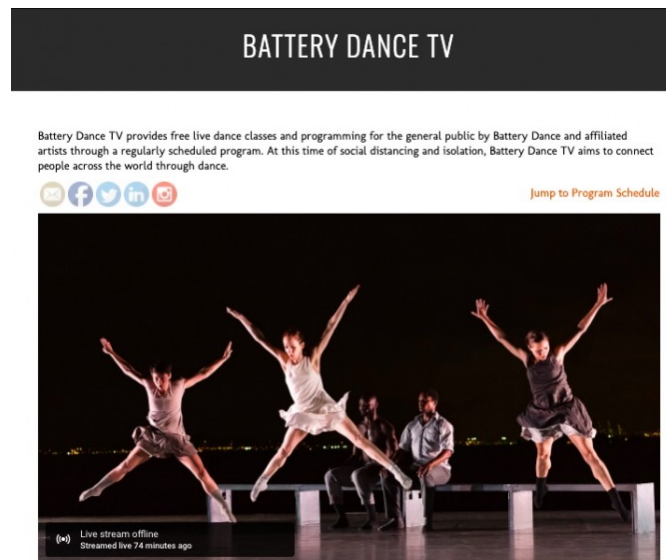 BATTERY DANCE TV
Battery Dance TV provides free live dance classes and programming for the general public by Battery Dance and affiliated
artists through a regularly scheduled program. At this time of social distancing and isolation, Battery Dance TV aims to connect
people across the world through dance.
Jump to Program Schedule
Live stream offline
Streamed live 74 minutes ago